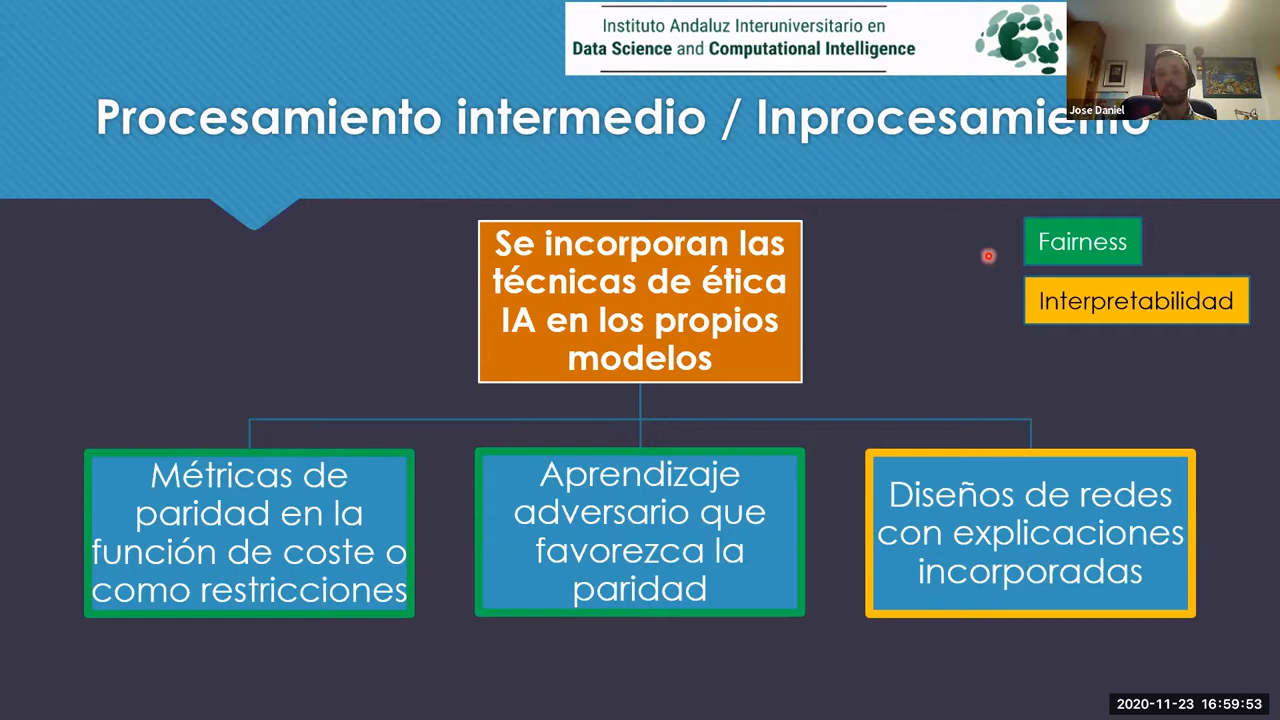 Instituto Andaluz Interuniversitario en
Data Science and Computational Intelligence
Jose Daniel
Procesamiento intermedio / Inprocesamiento
Se incorporan las
técnicas de ética
IA en los propios
modelos
Fairness
Interpretabilidad
Métricas de
paridad en la
función de coste o
como restricciones
Aprendizaje
adversario que
favorezca la
paridad
Diseños de redes
con explicaciones
incorporadas
2020-11-23 16:59:53